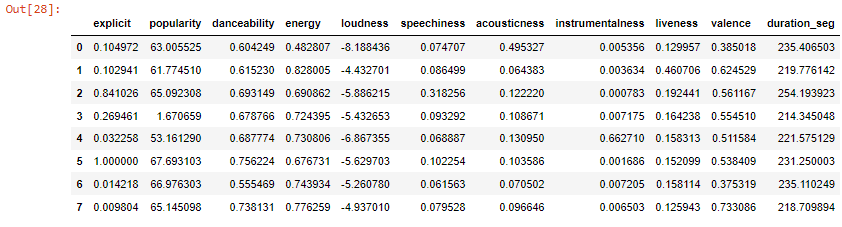 Out[28]:
explicit popularity danceability energy loudness speechiness acousticness instrumentalness liveness valence duration_seg
0 0.104972 63.005525 0.604249 0.482807 -8.188436 0.074707 0.495327 0.005356 0.129957 0.385018 235.406503
1 0.102941 61.774510 0.615230 0.828005 -4.432701 0.086499 0.064383 0.003634 0.460706 0.624529 219.776142
2 0.841026 65.092308 0.693149 0.690862 -5.886215 0.318256 0.122220 0.000783 0.192441 0.561167 254.193923
3 0.269461 1.670659 0.678766 0.724395 -5.432653 0.093292 0.108671 0.007175 0.164238 0.554510 214.345048
4 0.032258 53.161290 0.687774 0.730806 -6.867355 0.068887 0.130950 0.662710 0.158313 0.511584 221.575129
5 1.000000 67.693103 0.756224 0.676731 -5.629703 0.102254 0.103586 0.001686 0.152099 0.538409 231.250003
6 0.014218 66.976303 0.555469 0.743934 -5.260780 0.061563 0.070502 0.007205 0.158114 0.375319 235.110249
7 0.009804 65.145098 0.738131 0.776259 -4.937010 0.079528 0.096646 0.006503 0.125943 0.733086 218.709894